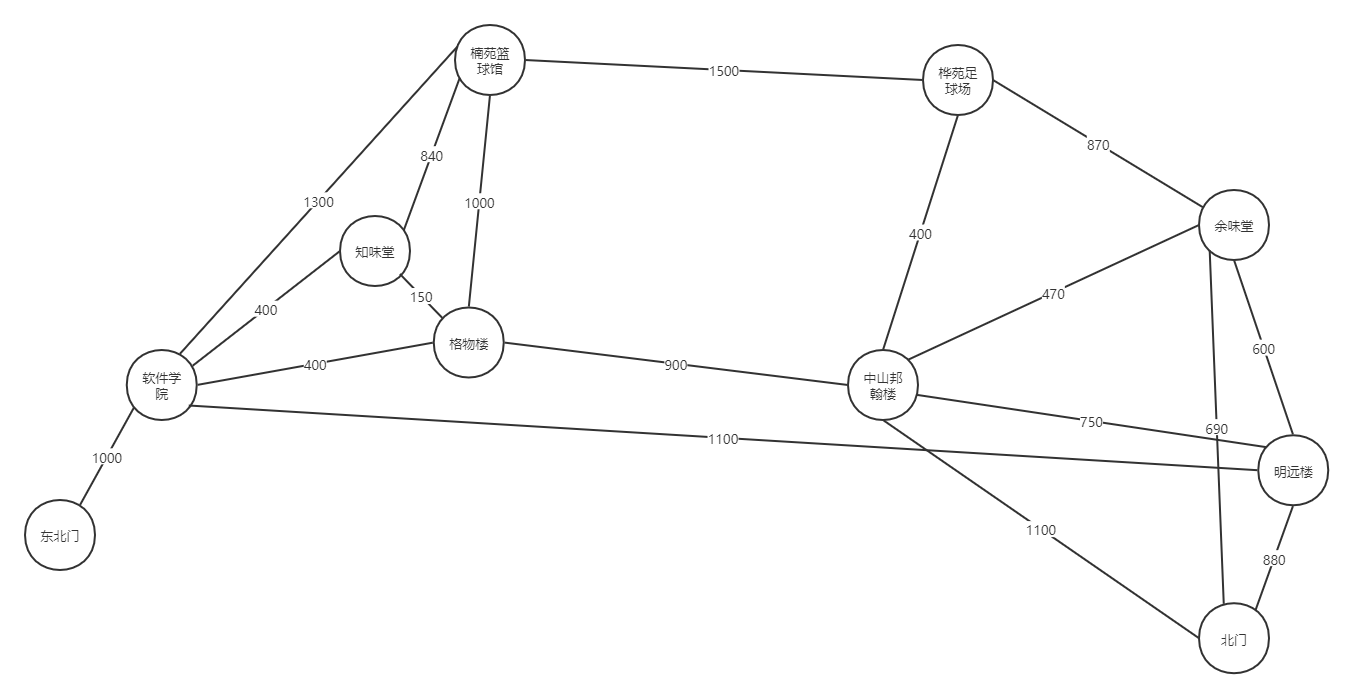 楠苑篮
球馆
1500
桦苑足
球场
870
840
1300
1000
余味堂
400
知味堂
470
150
400
格物楼
600
400
900
软件学
院
中山邦
翰楼
750
690
1100
1000
明远楼
1100
东北门
880
北门